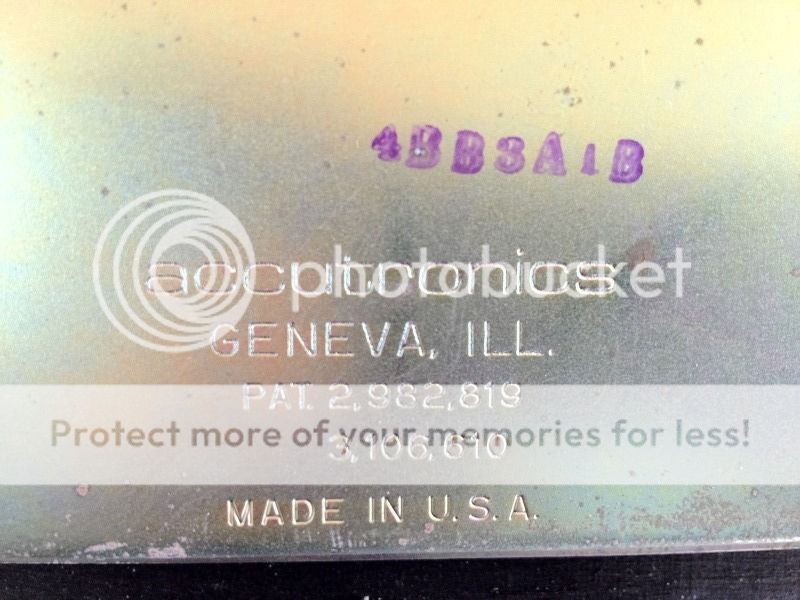 4BB3A1B
accutronics
photobucket
GENEVA, ILL.
PAT. 2,982,819
Protect more of your memories for less!
3,106,610
MADE IN U.S.A.